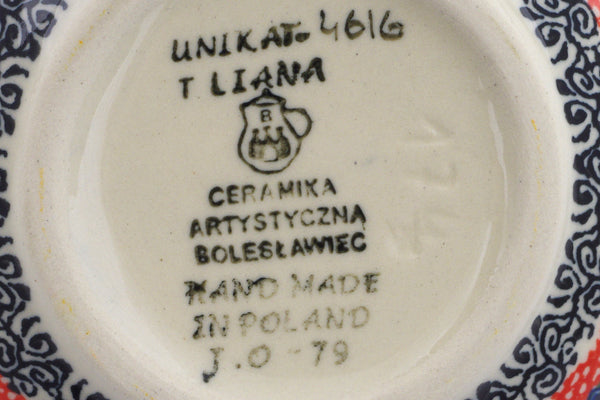 UNIKAT. 4616
T LIANA
B
CERAMIKA
ARTYSTYCZNA
BOLESŁAWIEC
HAND MADE
IN POLAND
J.O-79